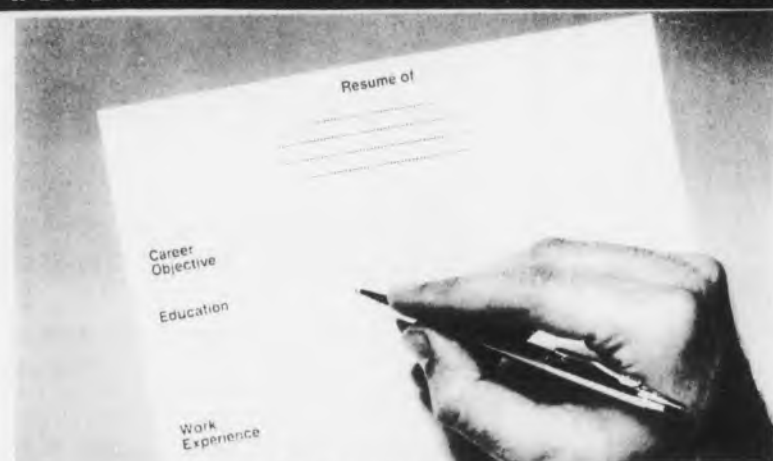 Resume of
Career
Objective
Education
Work
Experience